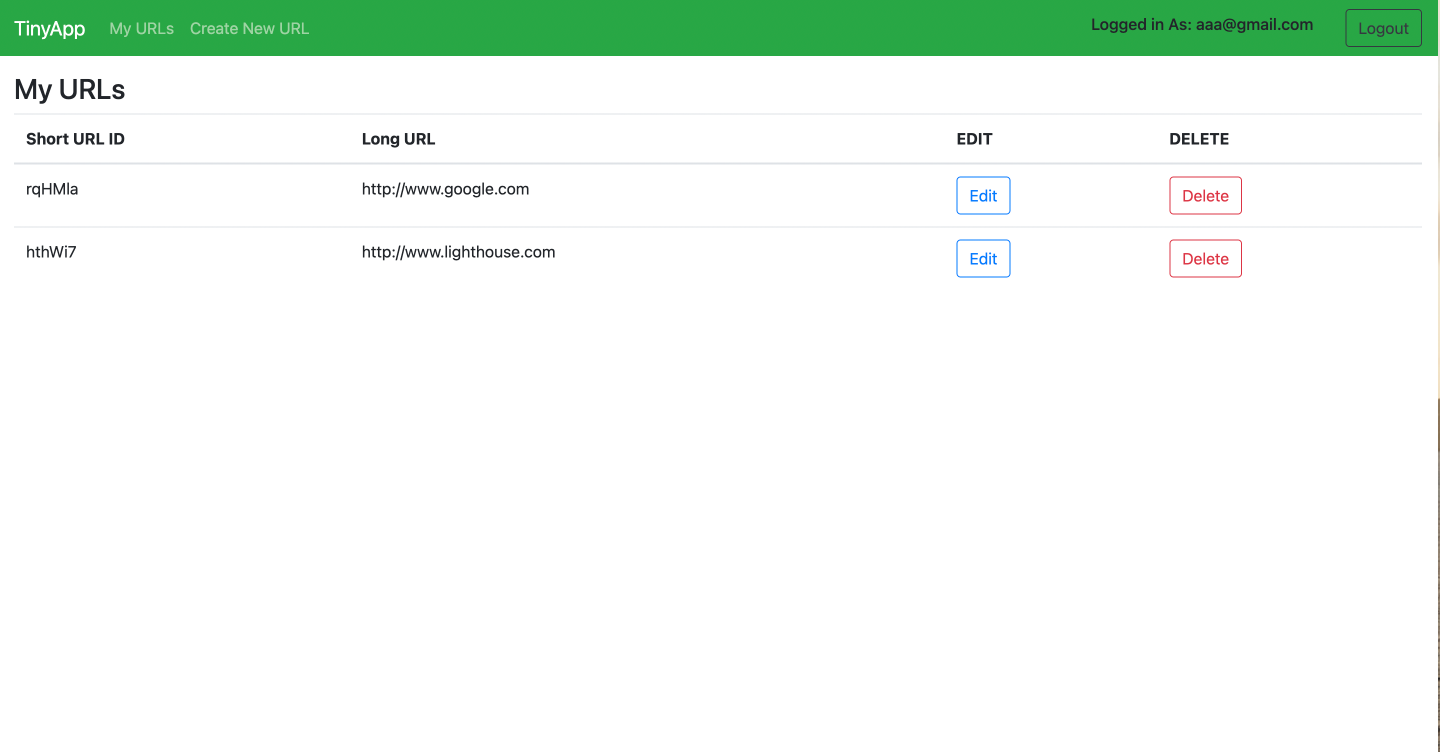 TinyApp My URLs Create New URL Logged in As: aaa@gmail.com Logout
My URLs
Short URL ID Long URL EDIT DELETE
rqHMla http://www.google.com Edit Delete
hthWi7 http://www.lighthouse.com Edit Delete